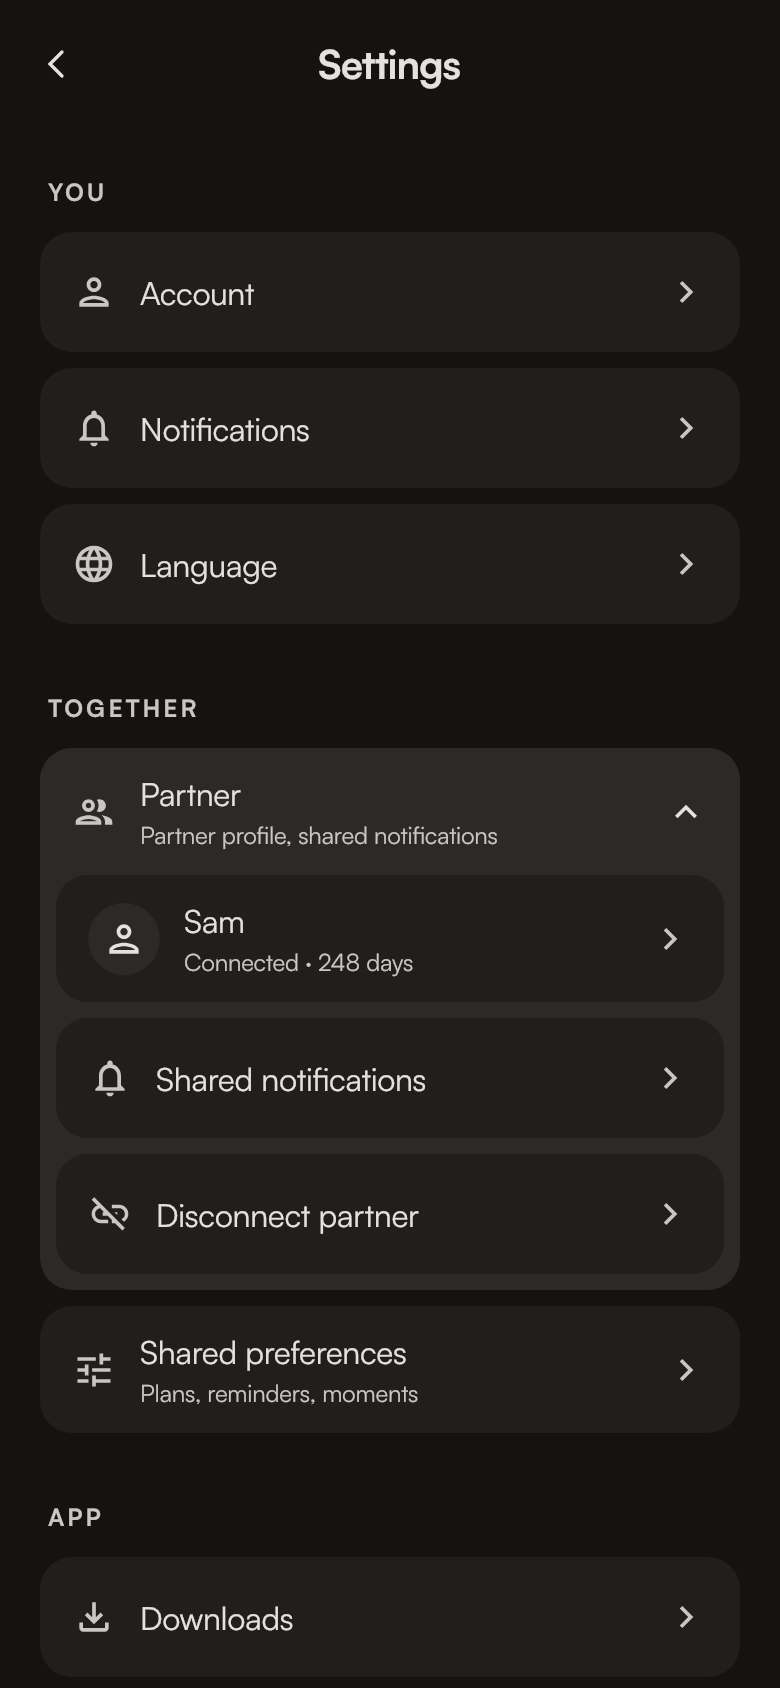 Settings
YOU
Account
Notifications
Language
TOGETHER
Partner
Partner profile, shared notifications
Sam
Connected · 248 days
Shared notifications
Disconnect partner
Shared preferences
Plans, reminders, moments
APP
Downloads